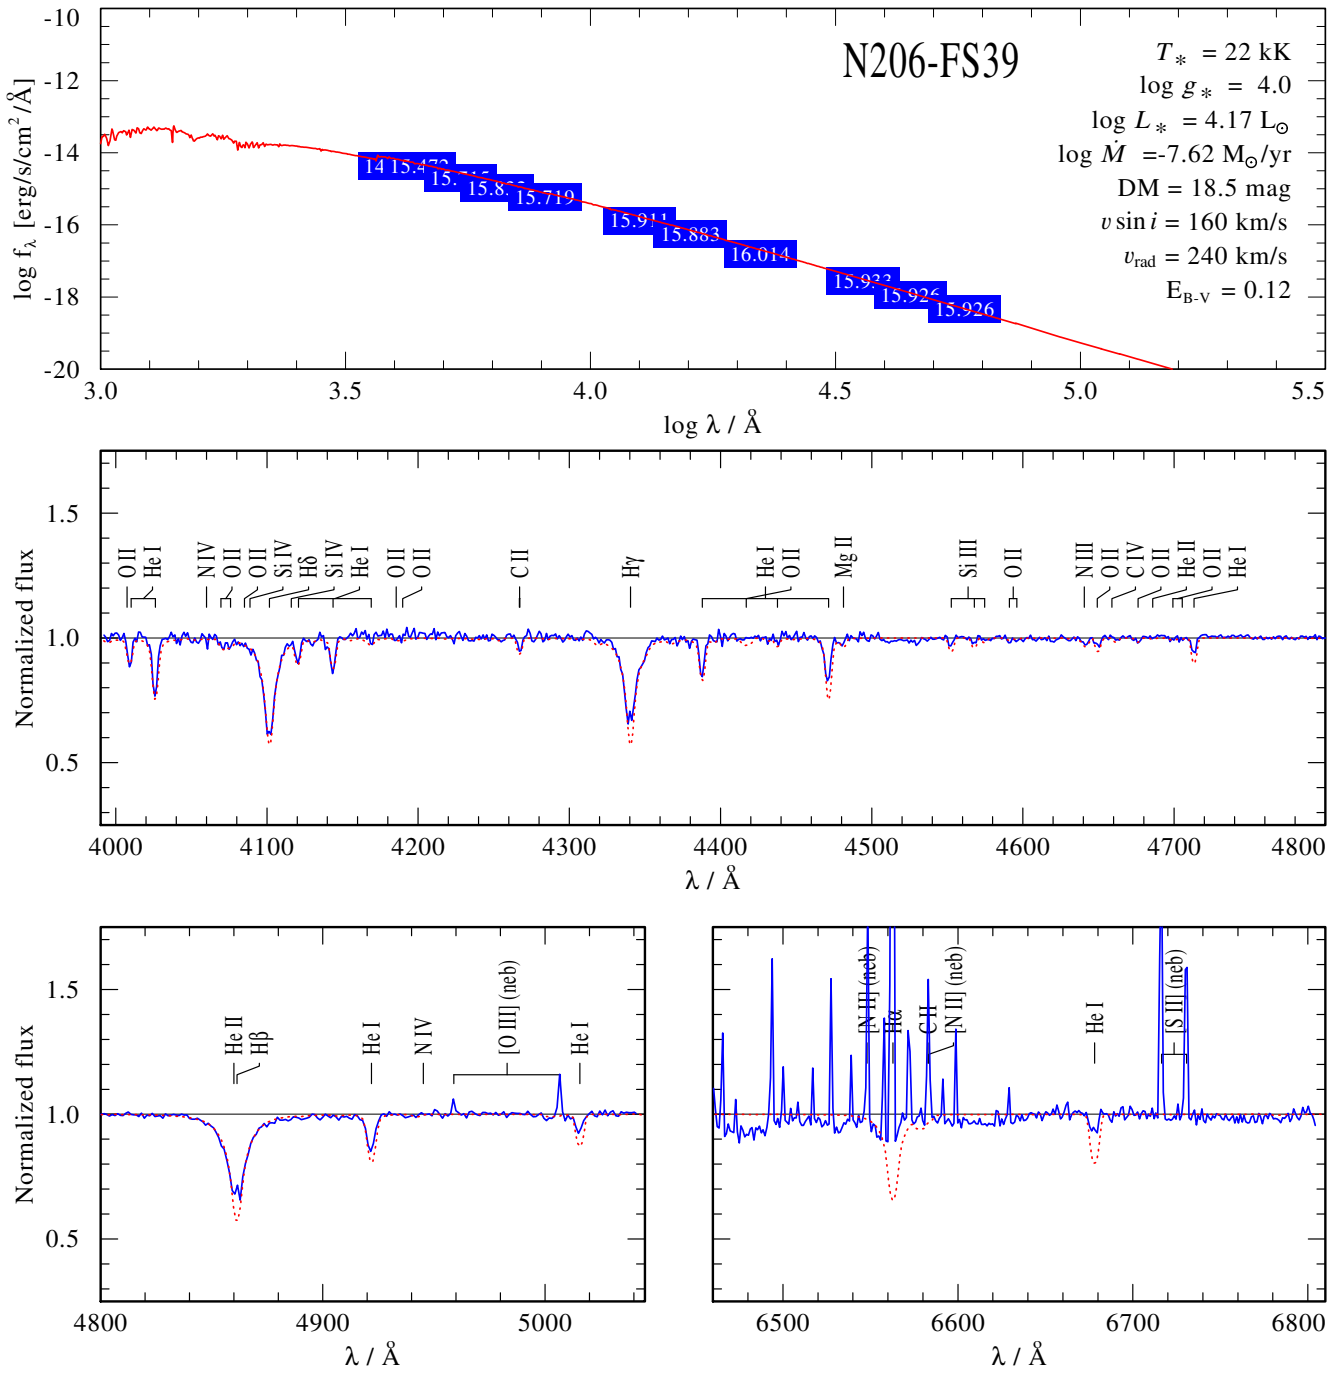 N206-FS39
T* = 22 kK
log g* = 4.0
log L* = 4.17 L☉
log Ṁ =-7.62 M☉/yr
DM = 18.5 mag
v sin i = 160 km/s
vrad = 240 km/s
EB-V = 0.12
log fλ [erg/s/cm²/Å]
-10
-12
-14
-16
-18
-20
15.719
15.911
15.883
16.014
15.933
15.926
15.926
3.0 3.5 4.0 4.5 5.0 5.5
log λ / Å
Normalized flux
1.5
1.0
0.5
O II He I N IV O II O II Si IV Hδ Si IV He I O II O II C II Hγ He I O II Mg II Si III O II N III O II C IV O II He II O II He I
4000 4100 4200 4300 4400 4500 4600 4700 4800
λ / Å
Normalized flux
1.5
1.0
0.5
He II Hβ He I N IV [O III] (neb) He I
4800 4900 5000
λ / Å
[N II] (neb) Hα C II [N II] (neb) He I [S II] (neb)
6500 6600 6700 6800
λ / Å